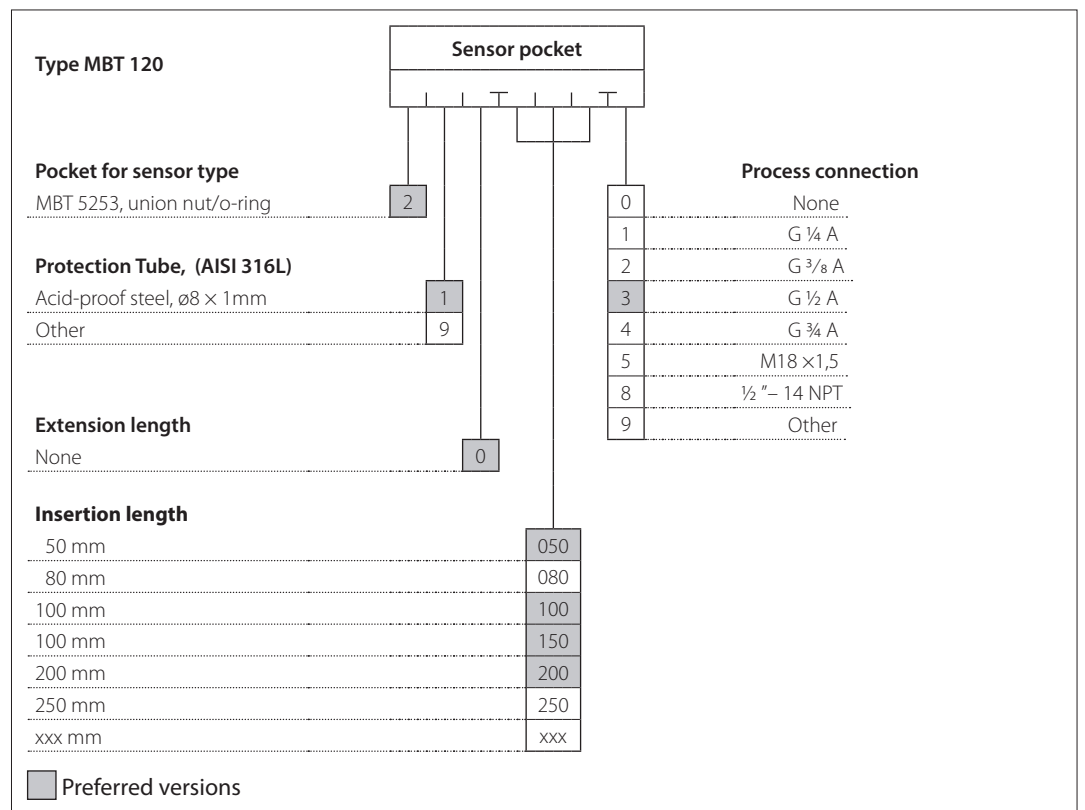 Sensor pocket
Type MBT 120
Pocket for sensor type
MBT 5253, union nut/o-ring 2
Protection Tube, (AISI 316L)
Acid-proof steel, ø8 × 1mm 1
Other 9
Extension length
None 0
Insertion length
50 mm 050
80 mm 080
100 mm 100
100 mm 150
200 mm 200
250 mm 250
xxx mm xxx
Process connection
0 None
1 G ¼ A
2 G ³/₈ A
3 G ½ A
4 G ¾ A
5 M18 ×1,5
8 ½ "– 14 NPT
9 Other
Preferred versions